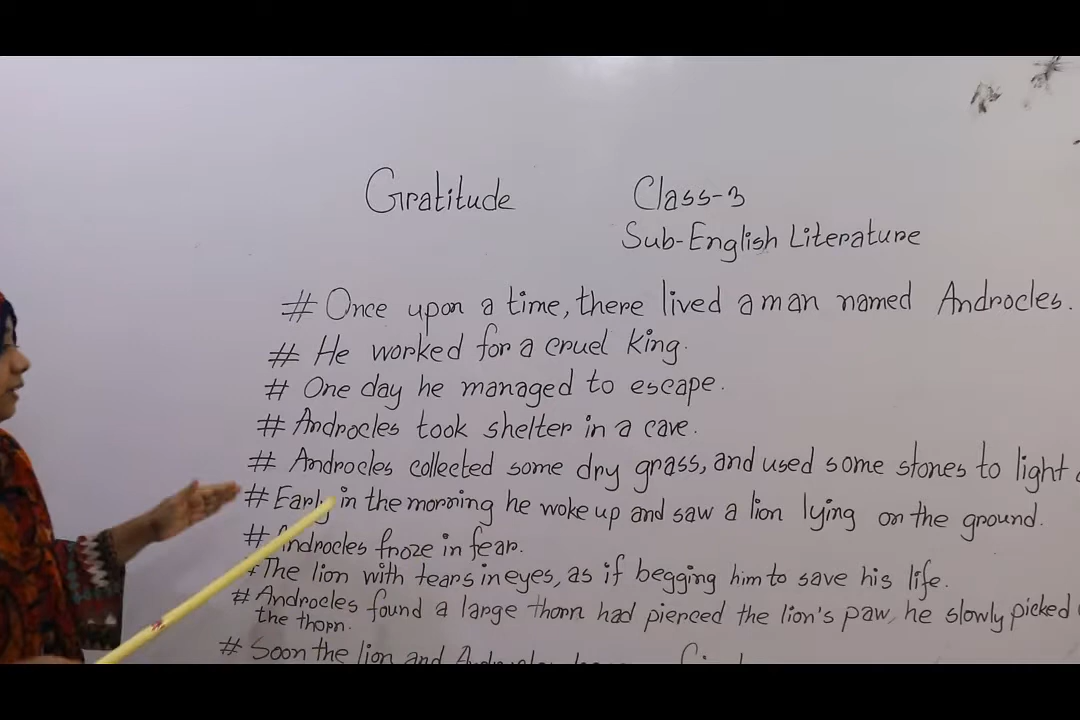 Gratitude Class-3
Sub-English Literature
# Once upon a time, there lived a man named Androcles.
# He worked for a cruel king.
# One day he managed to escape.
# Androcles took shelter in a cave.
# Androcles collected some dry grass, and used some stones to light
# Early in the morning he woke up and saw a lion lying on the ground.
# Androcles froze in fear.
# The lion with tears in eyes, as if begging him to save his life.
# Androcles found a large thorn had pierced the lion's paw, he slowly picked
the thorn.
# Soon the lion and Androcles